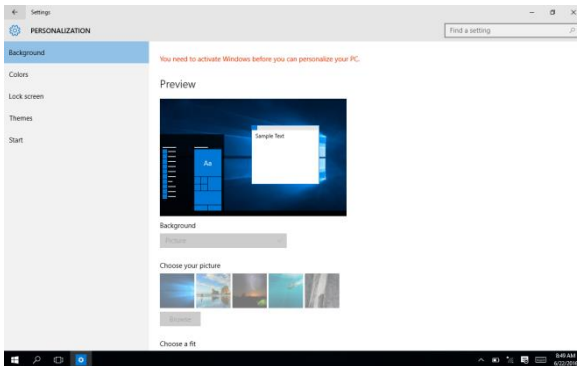 Settings
PERSONALIZATION
Find a setting
Background
Colors
Lock screen
Themes
Start
You need to activate Windows before you can personalize your PC.
Preview
Sample Text
Aa
Background
Picture
Choose your picture
Browse
Choose a fit
8:49 AM